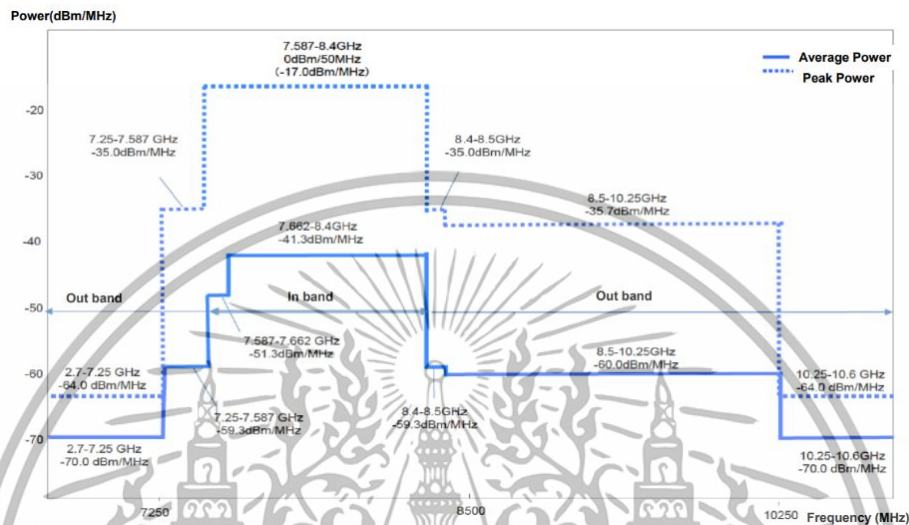 Power(dBm/MHz)
7.587-8.4GHz
0dBm/50MHz
(-17.0dBm/MHz)
Average Power
Peak Power
-20
7.25-7.587 GHz
-35.0dBm/MHz
8.4-8.5GHz
-35.0dBm/MHz
-30
8.5-10.25GHz
-35.7dBm/MHz
-40
7.662-8.4GHz
-41.3dBm/MHz
Out band
In band
Out band
-50
7.587-7.662 GHz
-51.3dBm/MHz
8.5-10.25GHz
-60.0dBm/MHz
-60
2.7-7.25 GHz
-64.0 dBm/MHz
10.25-10.6 GHz
-64.0 dBm/MHz
7.25-7.587 GHz
-59.3dBm/MHz
8.4-8.5GHz
-59.3dBm/MHz
-70
2.7-7.25 GHz
-70.0 dBm/MHz
10.25-10.6GHz
-70.0 dBm/MHz
7250
8500
10250
Frequency (MHz)